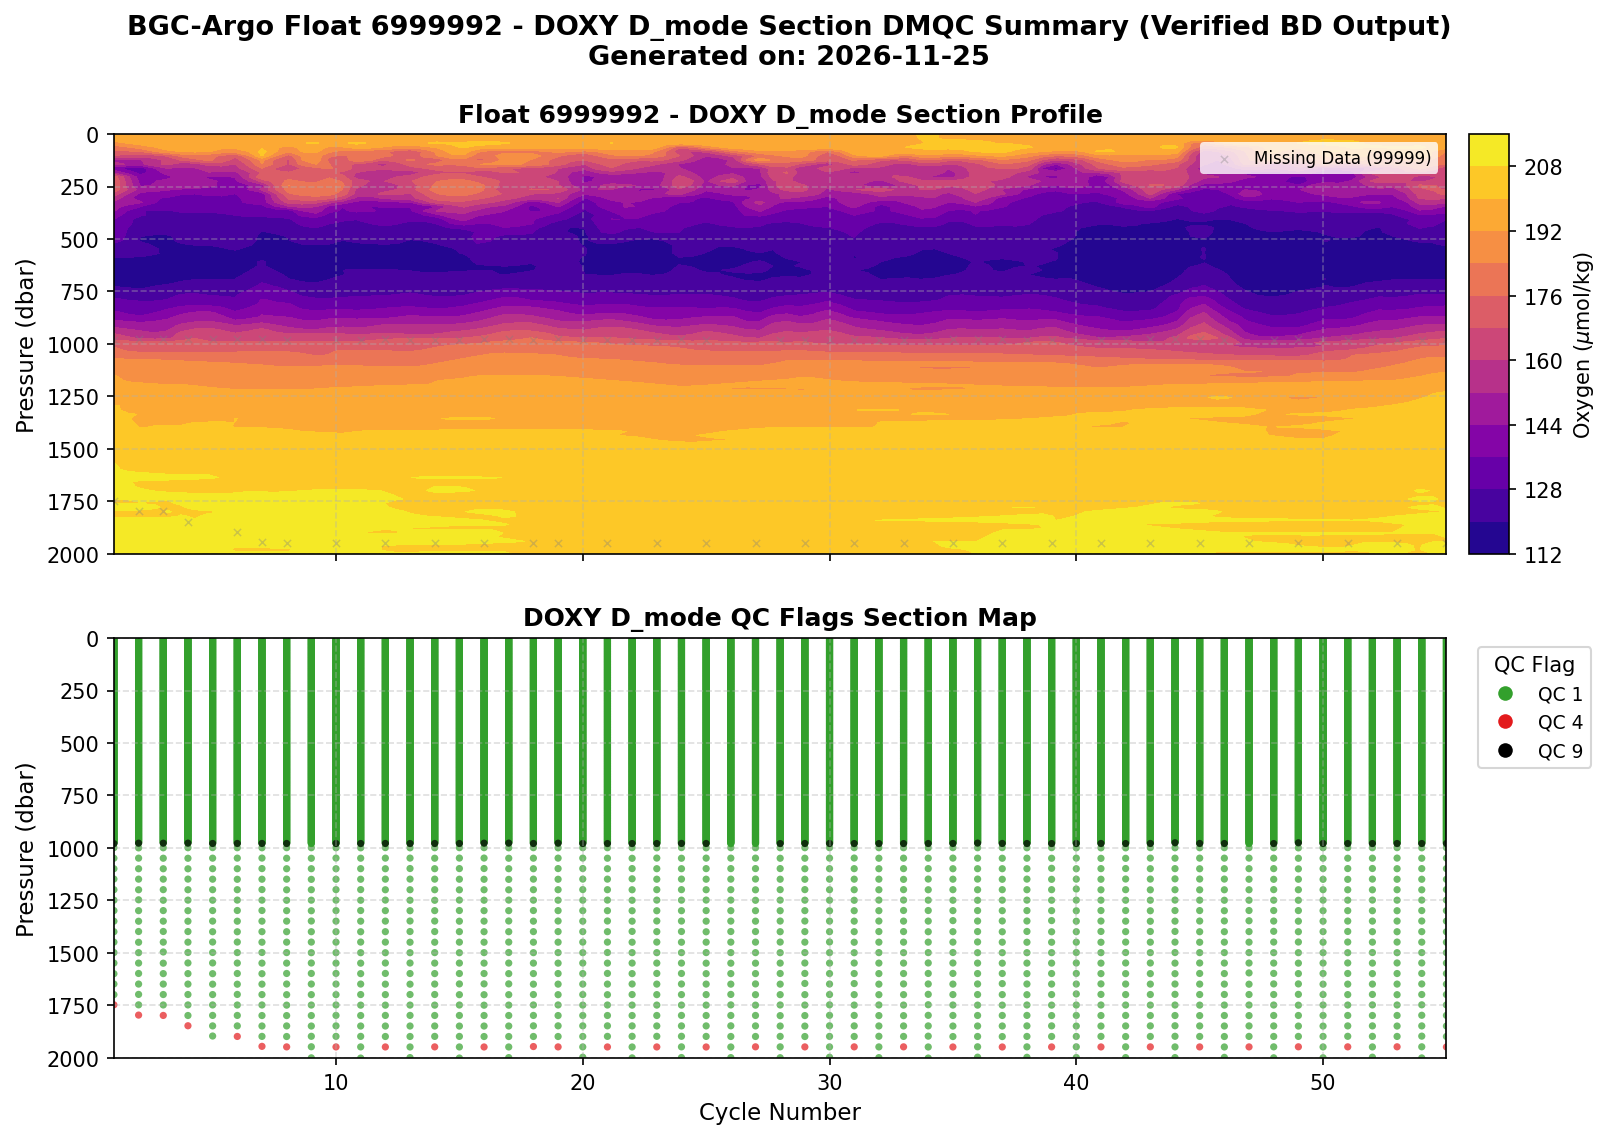 BGC-Argo Float 6999992 - DOXY D_mode Section DMQC Summary (Verified BD Output)
Generated on: 2026-11-25
Float 6999992 - DOXY D_mode Section Profile
Missing Data (99999)
Pressure (dbar)
0
250
500
750
1000
1250
1500
1750
2000
208
192
176
160
144
128
112
Oxygen (μmol/kg)
DOXY D_mode QC Flags Section Map
Pressure (dbar)
0
250
500
750
1000
1250
1500
1750
2000
10
20
30
40
50
Cycle Number
QC Flag
QC 1
QC 4
QC 9